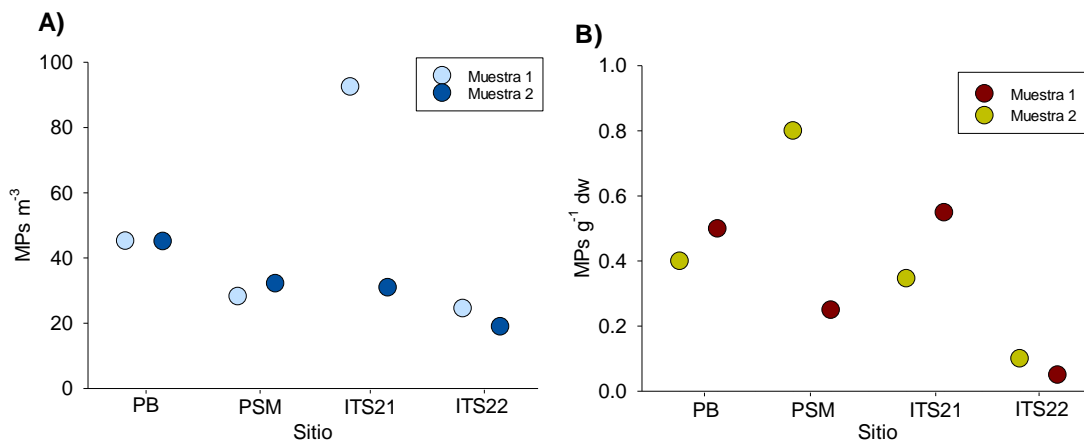 A)
100
80
60
40
20
0
MPs m-3
PB PSM ITS21 ITS22
Sitio
Muestra 1
Muestra 2
B)
1.0
0.8
0.6
0.4
0.2
0.0
MPs g-1 dw
PB PSM ITS21 ITS22
Sitio
Muestra 1
Muestra 2